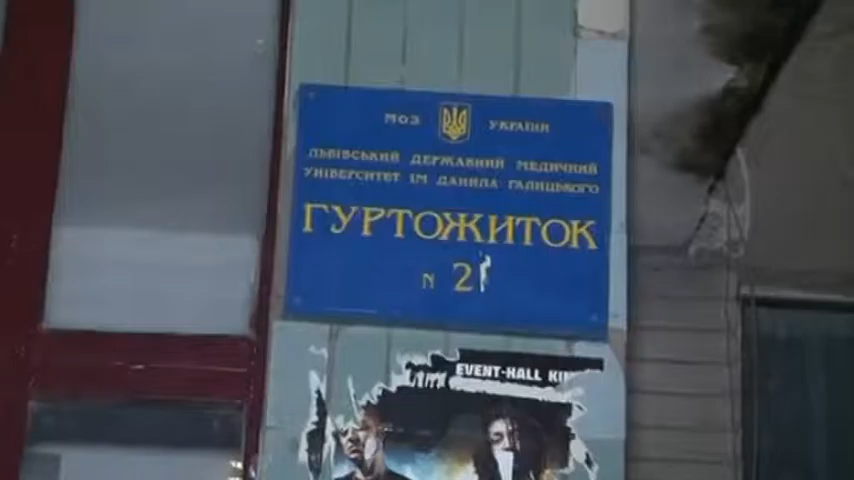 МОЗ УКРАЇНИ
ЛЬВІВСЬКИЙ ДЕРЖАВНИЙ МЕДИЧНИЙ
УНІВЕРСИТЕТ ІМ ДАНИЛА ГАЛИЦЬКОГО
ГУРТОЖИТОК
N 2
EVENT-HALL